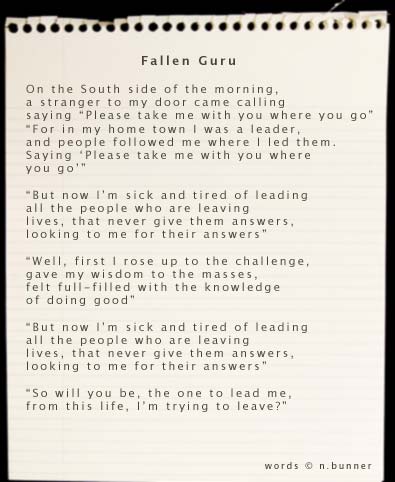 Fallen Guru
On the South side of the morning,
a stranger to my door came calling
saying “Please take me with you where you go”
“For in my home town I was a leader,
and people followed me where I led them.
Saying ‘Please take me with you where
you go’”
“But now I’m sick and tired of leading
all the people who are leaving
lives, that never give them answers,
looking to me for their answers”
“Well, first I rose up to the challenge,
gave my wisdom to the masses,
felt full–filled with the knowledge
of doing good”
“But now I’m sick and tired of leading
all the people who are leaving
lives, that never give them answers,
looking to me for their answers”
“So will you be, the one to lead me,
from this life, I’m trying to leave?”
words © n.bunner